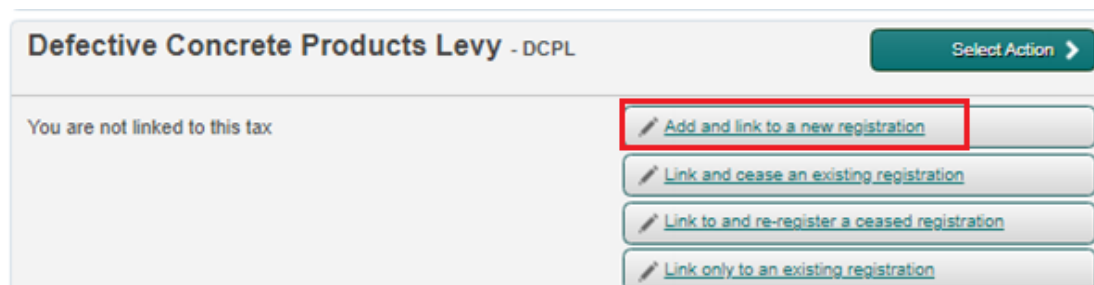 Defective Concrete Products Levy - DCPL
Select Action
You are not linked to this tax
Add and link to a new registration
Link and cease an existing registration
Link to and re-register a ceased registration
Link only to an existing registration